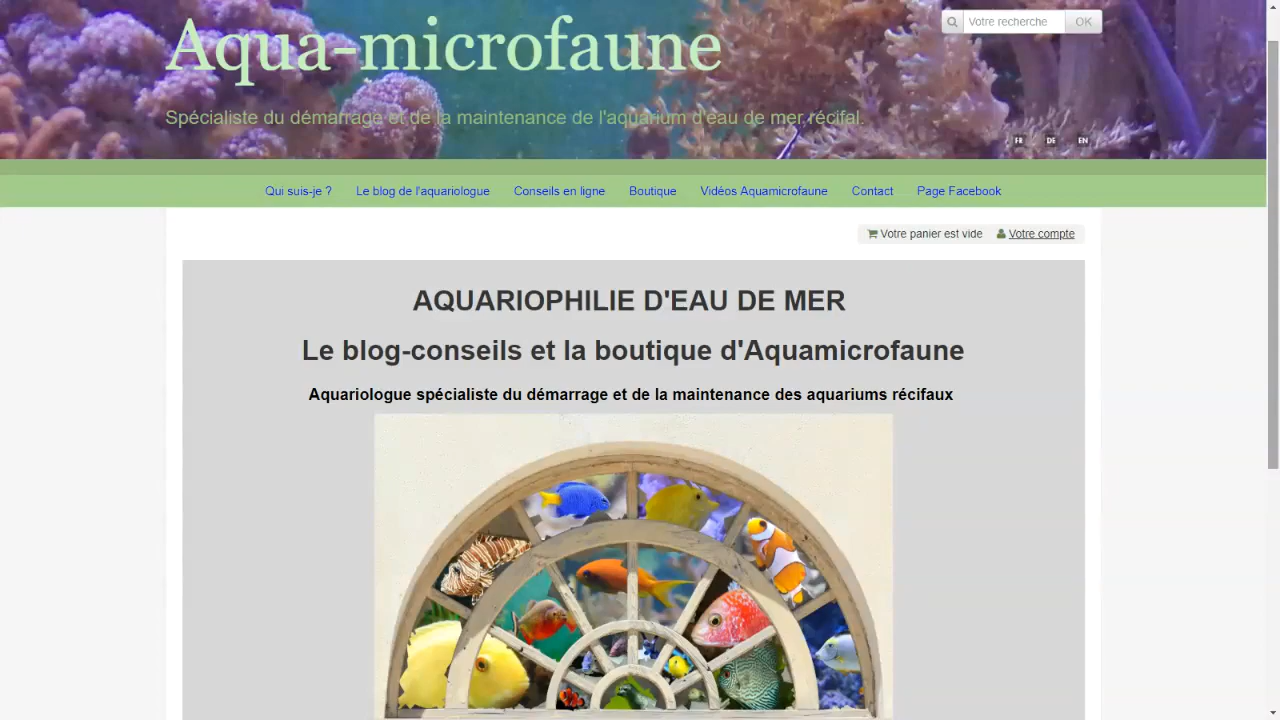 Aqua-microfaune
Votre recherche
OK
Spécialiste du démarrage et de la maintenance de l'aquarium d'eau de mer récifal.
FR DE EN
Qui suis-je ? Le blog de l'aquariologue Conseils en ligne Boutique Vidéos Aquamicrofaune Contact Page Facebook
Votre panier est vide Votre compte
AQUARIOPHILIE D'EAU DE MER
Le blog-conseils et la boutique d'Aquamicrofaune
Aquariologue spécialiste du démarrage et de la maintenance des aquariums récifaux